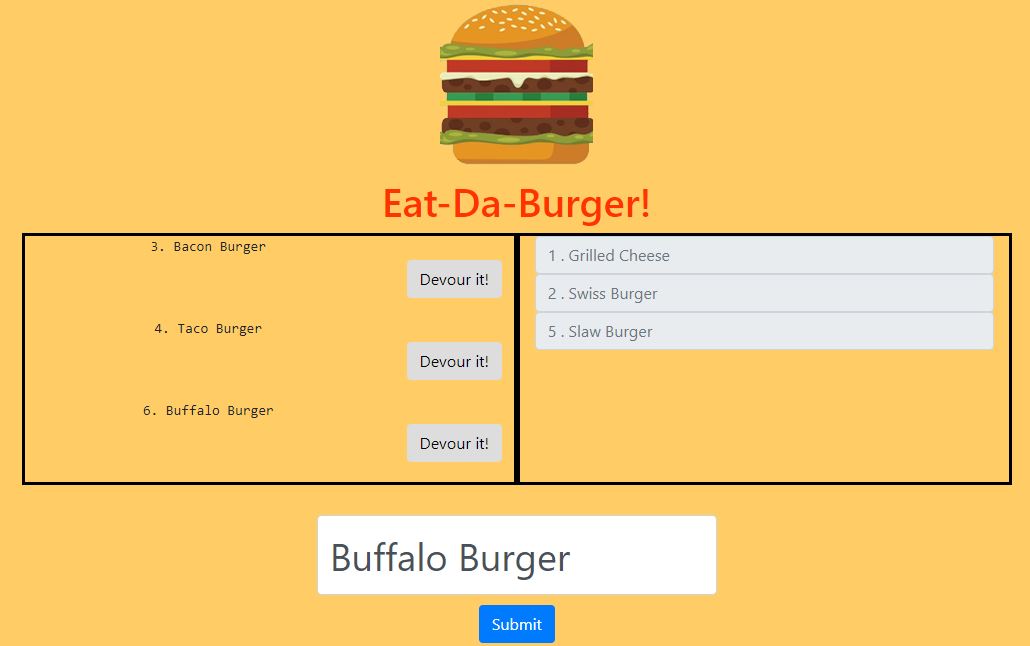 Eat-Da-Burger!
3. Bacon Burger
Devour it!
4. Taco Burger
Devour it!
6. Buffalo Burger
Devour it!
1 . Grilled Cheese
2 . Swiss Burger
5 . Slaw Burger
Buffalo Burger
Submit